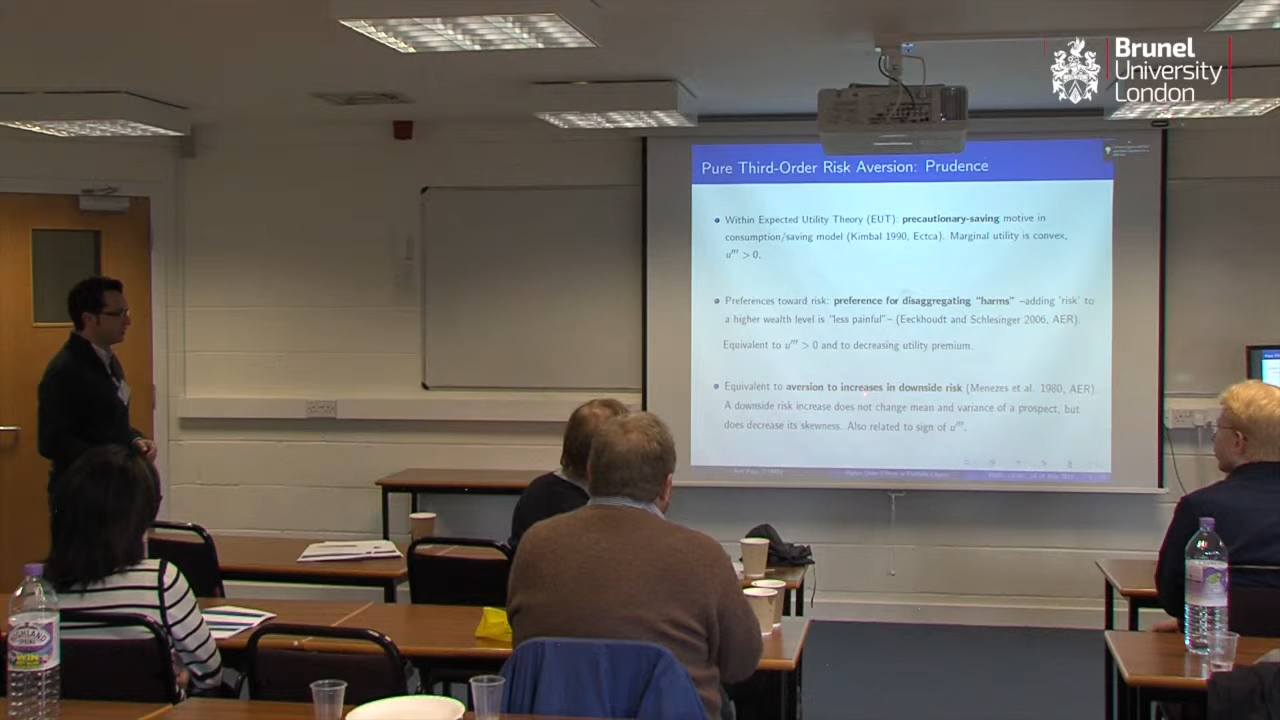 Brunel
University
London
Pure Third-Order Risk Aversion: Prudence
Within Expected Utility Theory (EUT): precautionary-saving motive in
consumption/saving model (Kimbal 1990, Ectca). Marginal utility is convex,
u''' > 0.
Preferences toward risk: preference for disaggregating "harms" –adding 'risk' to
a higher wealth level is "less painful"– (Eeckhoudt and Schlesinger 2006, AER).
Equivalent to u''' > 0 and to decreasing utility premium.
Equivalent to aversion to increases in downside risk (Menezes et al. 1980, AER).
A downside risk increase does not change mean and variance of a prospect, but
does decrease its skewness. Also related to sign of u'''.
HIGHLAND
SPRING
WIN